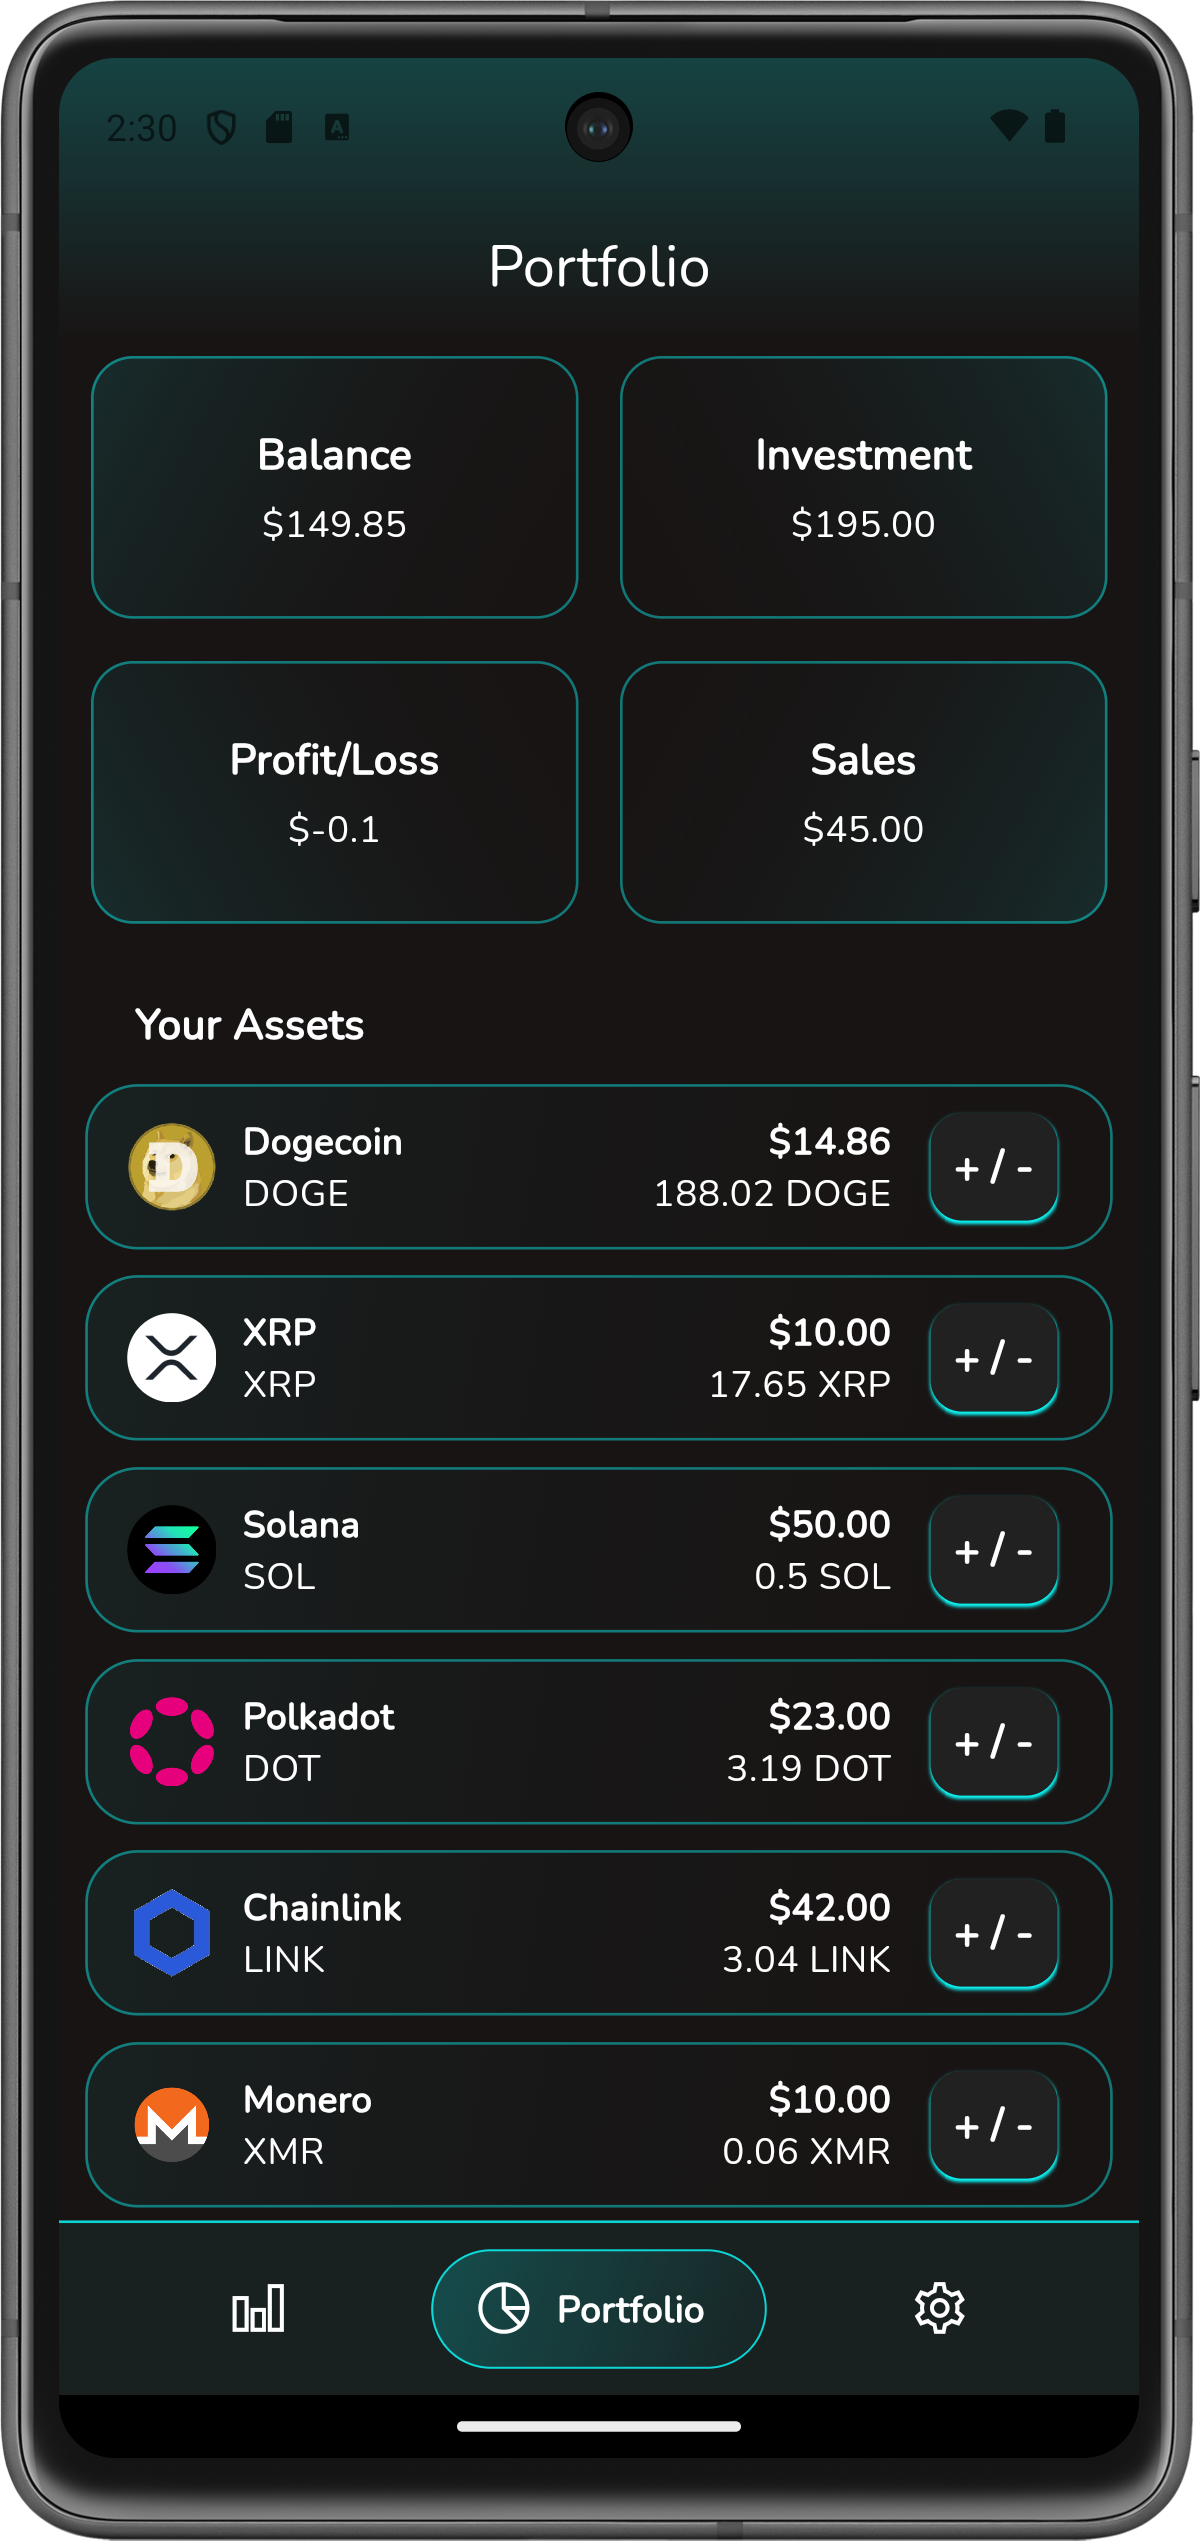 2:30
Portfolio
Balance
$149.85
Investment
$195.00
Profit/Loss
$-0.1
Sales
$45.00
Your Assets
Dogecoin
DOGE
$14.86
188.02 DOGE
+ / -
XRP
XRP
$10.00
17.65 XRP
+ / -
Solana
SOL
$50.00
0.5 SOL
+ / -
Polkadot
DOT
$23.00
3.19 DOT
+ / -
Chainlink
LINK
$42.00
3.04 LINK
+ / -
Monero
XMR
$10.00
0.06 XMR
+ / -
Portfolio